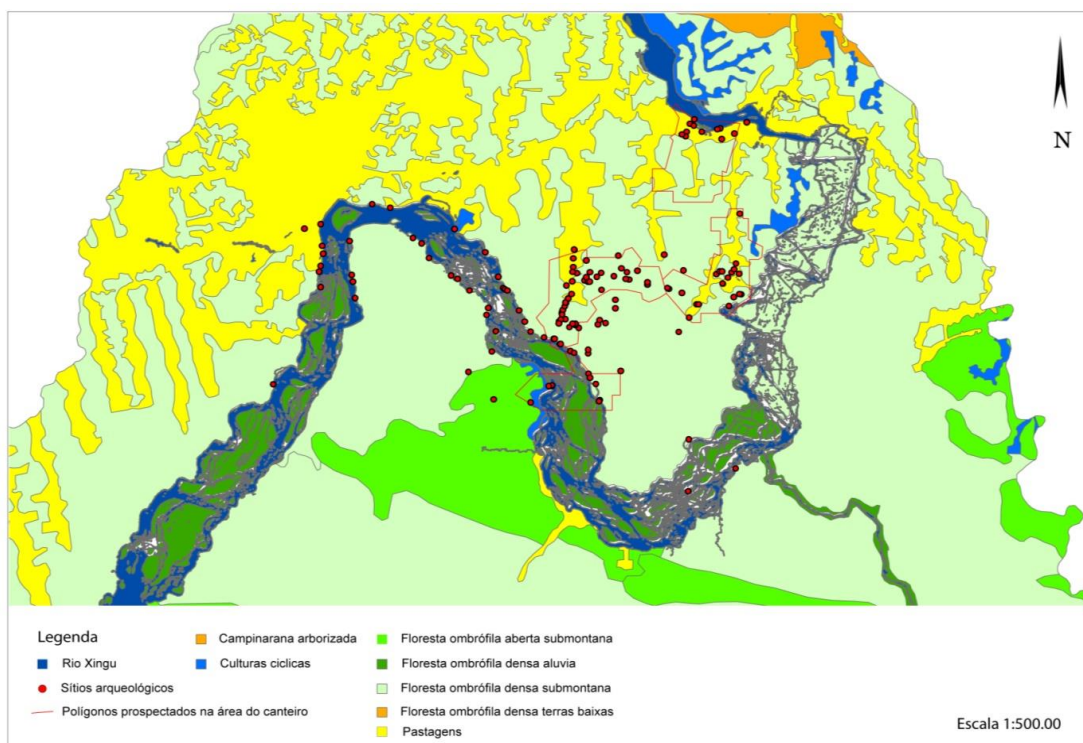 N
Legenda
Rio Xingu
Sítios arqueológicos
Polígonos prospectados na área do canteiro
Campinarana arborizada
Culturas ciclicas
Floresta ombrófila aberta submontana
Floresta ombrófila densa aluvia
Floresta ombrófila densa submontana
Floresta ombrófila densa terras baixas
Pastagens
Escala 1:500.00